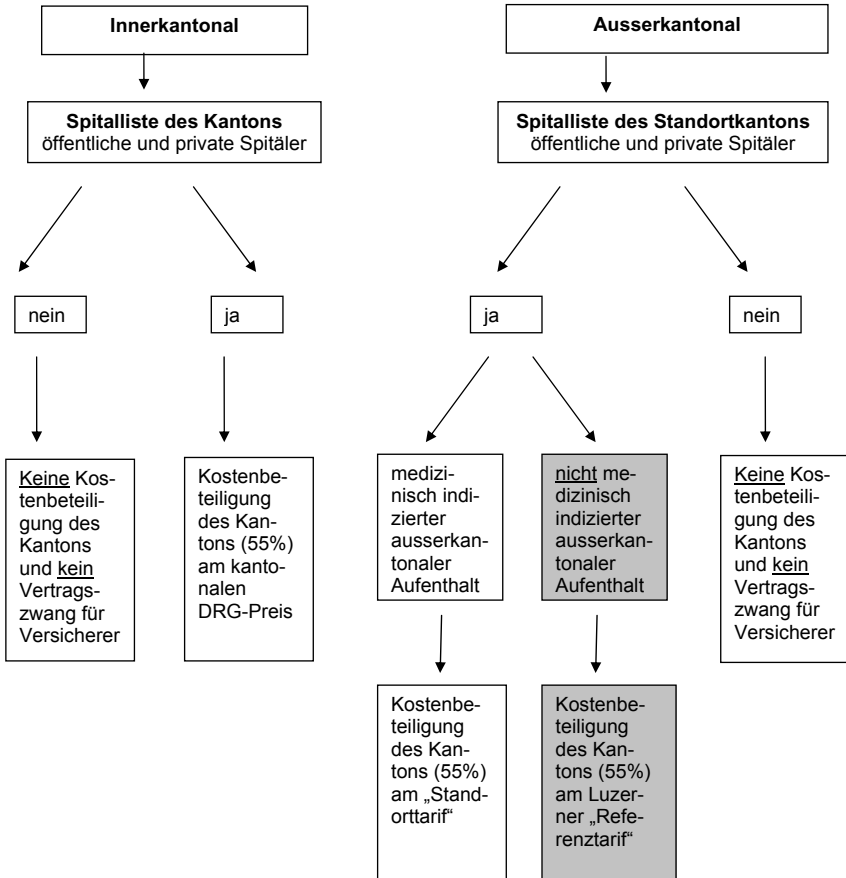 Innerkantonal
Spitalliste des Kantons
öffentliche und private Spitäler
nein
ja
Keine Kos-
tenbeteili-
gung des
Kantons
und kein
Vertrags-
zwang für
Versicherer
Kostenbe-
teiligung
des Kan-
tons (55%)
am kanto-
nalen
DRG-Preis
Ausserkantonal
Spitalliste des Standortkantons
öffentliche und private Spitäler
ja
nein
medizi-
nisch indi-
zierter
ausserkan-
tonaler
Aufenthalt
nicht me-
dizinisch
indizierter
ausserkan-
tonaler
Aufenthalt
Keine Kos-
tenbeteili-
gung des
Kantons
und kein
Vertrags-
zwang für
Versicherer
Kostenbe-
teiligung
des Kan-
tons (55%)
am „Stand-
orttarif“
Kostenbe-
teiligung
des Kan-
tons (55%)
am Luzer-
ner „Refe-
renztarif“